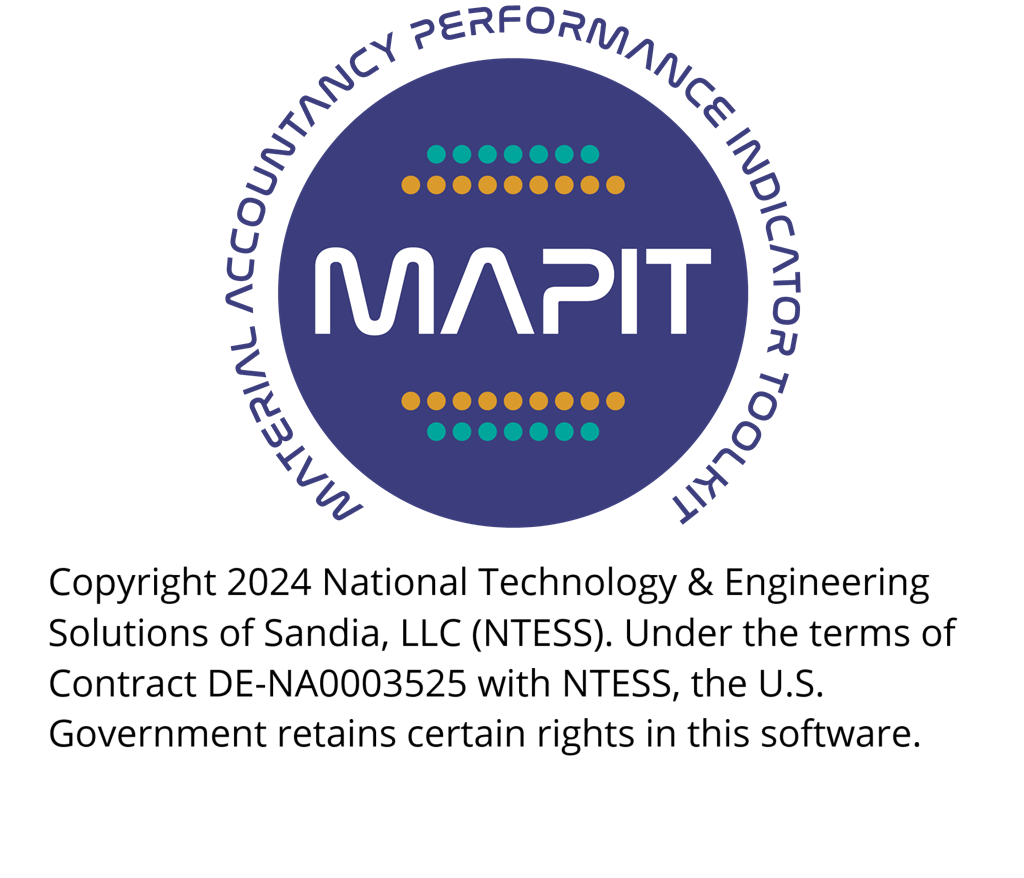 MATERIAL ACCOUNTANCY PERFORMANCE INDICATOR TOOLKIT
MAPIT
Copyright 2024 National Technology & Engineering
Solutions of Sandia, LLC (NTESS). Under the terms of
Contract DE-NA0003525 with NTESS, the U.S.
Government retains certain rights in this software.